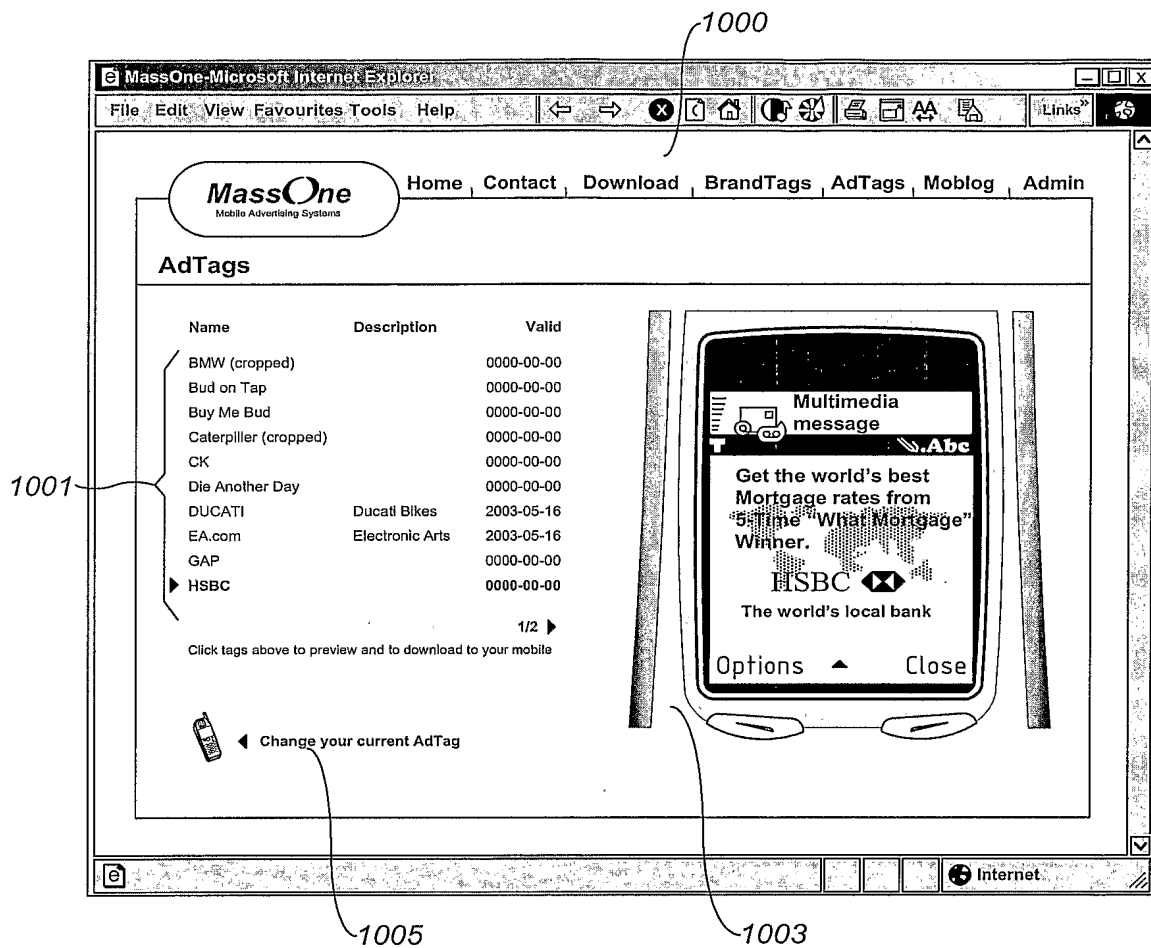 1000
MassOne-Microsoft Internet Explorer
File Edit View Favourites Tools Help
Links»
MassOne
Mobile Advertising Systems
Home Contact Download BrandTags AdTags Moblog Admin
AdTags
Name Description Valid
BMW (cropped) 0000-00-00
Bud on Tap 0000-00-00
Buy Me Bud 0000-00-00
Caterpiller (cropped) 0000-00-00
CK 0000-00-00
Die Another Day 0000-00-00
DUCATI Ducati Bikes 2003-05-16
EA.com Electronic Arts 2003-05-16
GAP 0000-00-00
HSBC 0000-00-00
1/2
Click tags above to preview and to download to your mobile
Change your current AdTag
1001
Multimedia
message
.Abc
Get the world's best
Mortgage rates from
5-Time "What Mortgage"
Winner.
HSBC
The world's local bank
Options Close
Internet
1005
1003